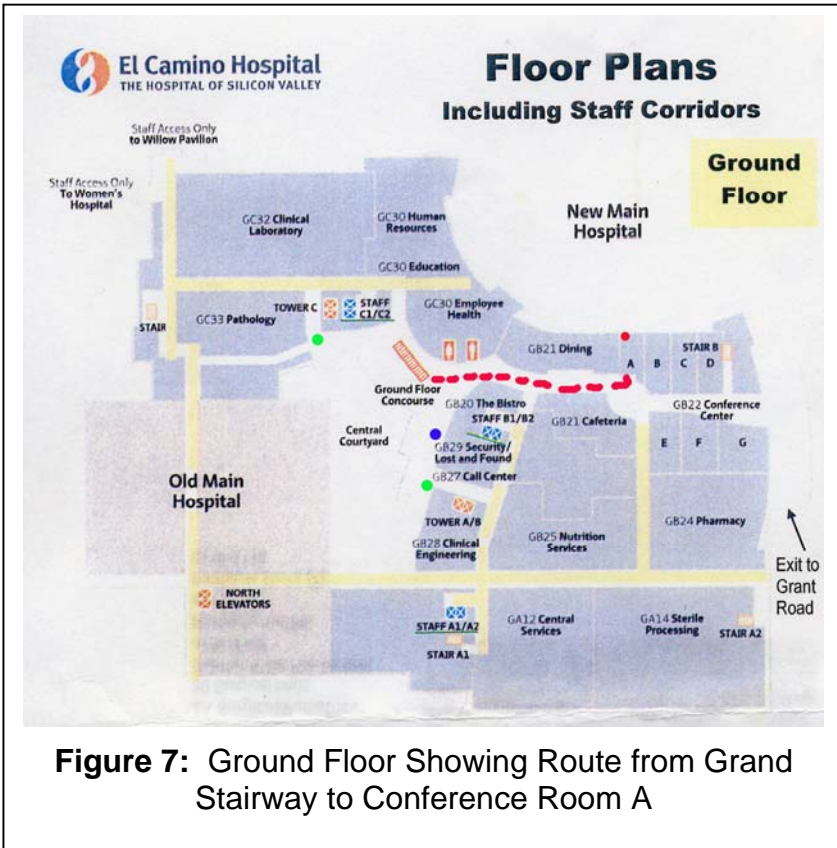 El Camino Hospital
THE HOSPITAL OF SILICON VALLEY
Floor Plans
Including Staff Corridors
Ground
Floor
Staff Access Only
to Willow Pavilion
Staff Access Only
To Women's
Hospital
New Main
Hospital
GC32 Clinical
Laboratory
GC30 Human
Resources
GC30 Education
TOWER C
STAFF
C1/C2
GC30 Employee
Health
STAIR
GC33 Pathology
GB21 Dining
A
B
C
D
STAIR B
Ground Floor
Concourse
GB20 The Bistro
STAFF B1/B2
GB21 Cafeteria
GB22 Conference
Center
Central
Courtyard
GB29 Security/
Lost and Found
E
F
G
Old Main
Hospital
GB27 Call Center
TOWER A/B
GB28 Clinical
Engineering
GB25 Nutrition
Services
GB24 Pharmacy
Exit to
Grant
Road
NORTH
ELEVATORS
STAFF A1/A2
STAIR A1
GA12 Central
Services
GA14 Sterile
Processing
STAIR A2
Figure 7: Ground Floor Showing Route from Grand
Stairway to Conference Room A